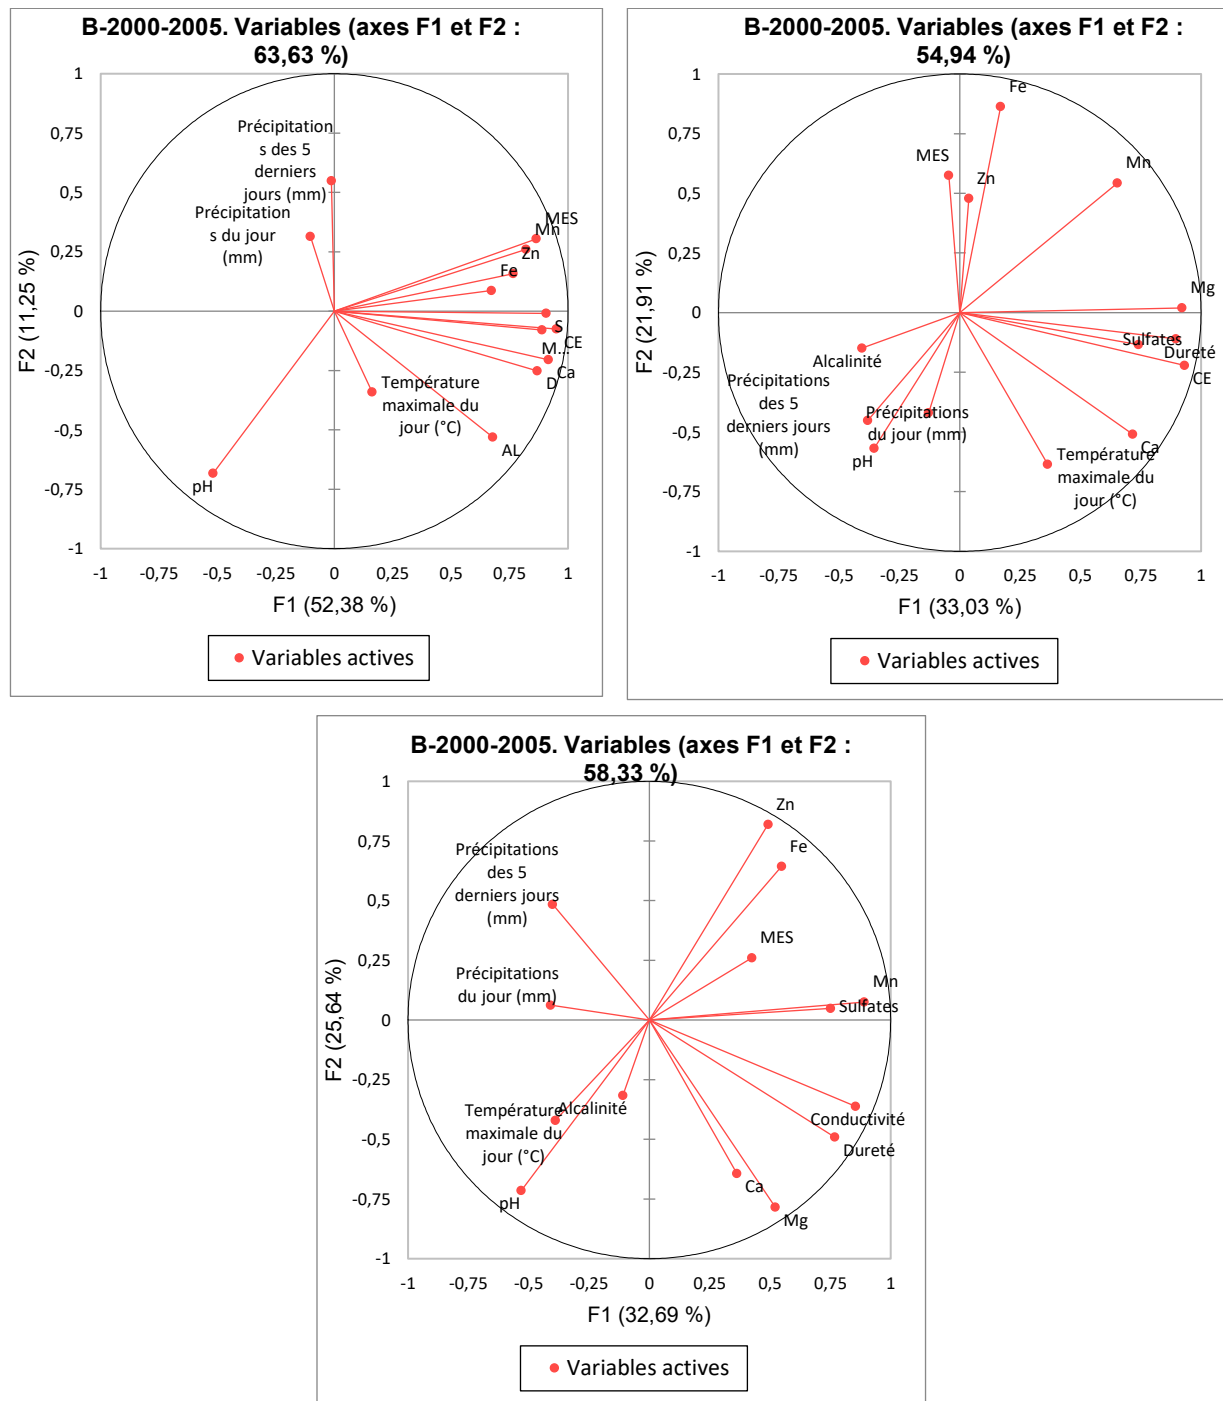 B-2000-2005. Variables (axes F1 et F2 :
63,63 %)
1
0,75
0,5
0,25
0
-0,25
-0,5
-0,75
-1
F2 (11,25 %)
Précipitation
s des 5
derniers
jours (mm)
Précipitation
s du jour
(mm)
MES
Mn
Zn
Fe
S
CE
M...
Ca
D
Température
maximale du
jour (°C)
AL
pH
-1
-0,75
-0,5
-0,25
0
0,25
0,5
0,75
1
F1 (52,38 %)
Variables actives
B-2000-2005. Variables (axes F1 et F2 :
54,94 %)
1
0,75
0,5
0,25
0
-0,25
-0,5
-0,75
-1
F2 (21,91 %)
Fe
MES
Zn
Mn
Mg
Sulfates
Dureté
CE
Alcalinité
Précipitations
des 5
derniers jours
(mm)
Précipitations
du jour (mm)
pH
Ca
Température
maximale du
jour (°C)
-1
-0,75
-0,5
-0,25
0
0,25
0,5
0,75
1
F1 (33,03 %)
Variables actives
B-2000-2005. Variables (axes F1 et F2 :
58,33 %)
1
0,75
0,5
0,25
0
-0,25
-0,5
-0,75
-1
F2 (25,64 %)
Zn
Fe
Précipitations
des 5
derniers jours
(mm)
MES
Précipitations
du jour (mm)
Mn
Sulfates
Température
maximale du
jour (°C)
Alcalinité
Conductivité
Dureté
Ca
pH
Mg
-1
-0,75
-0,5
-0,25
0
0,25
0,5
0,75
1
F1 (32,69 %)
Variables actives